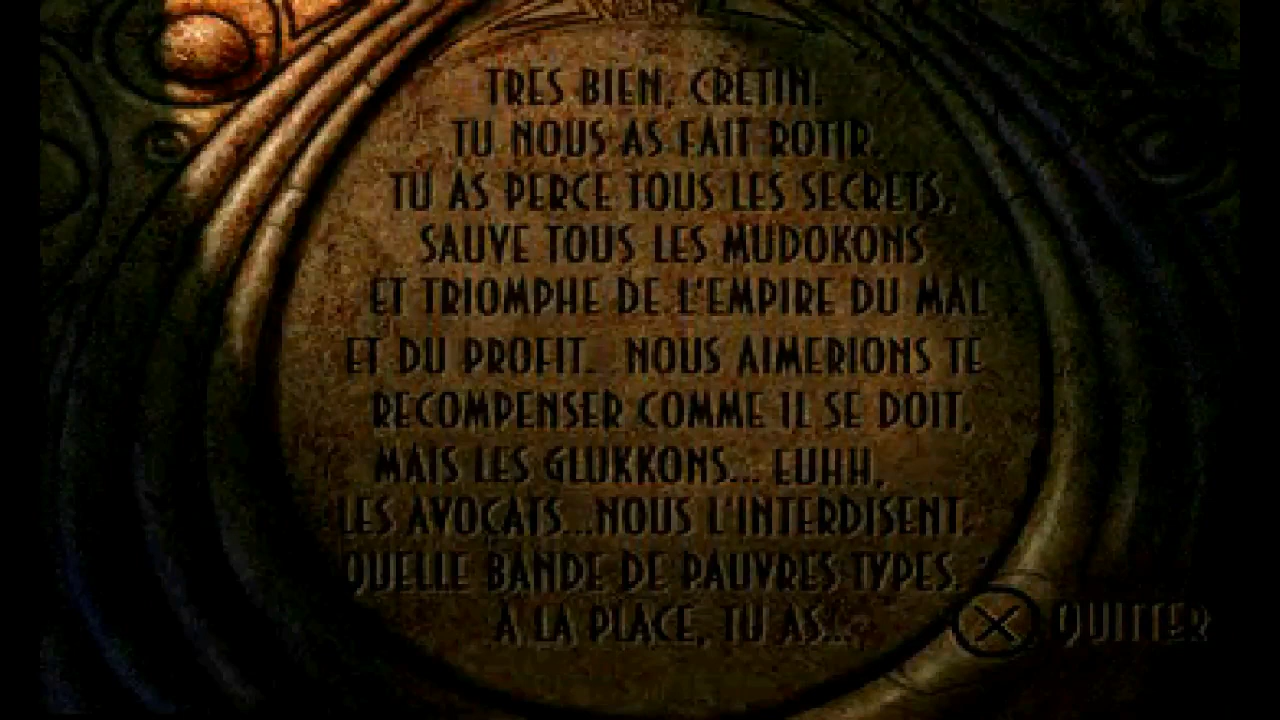 TRES BIEN, CRETIN.
TU NOUS AS FAIT ROTIR.
TU AS PERCE TOUS LES SECRETS,
SAUVE TOUS LES MUDOKONS
ET TRIOMPHE DE L'EMPIRE DU MAL
ET DU PROFIT... NOUS AIMERIONS TE
RECOMPENSER COMME IL SE DOIT,
MAIS LES GLUKKONS... EUHH,
LES AVOCATS...NOUS L'INTERDISENT.
QUELLE BANDE DE PAUVRES TYPES.
A LA PLACE, TU AS...
QUITTER